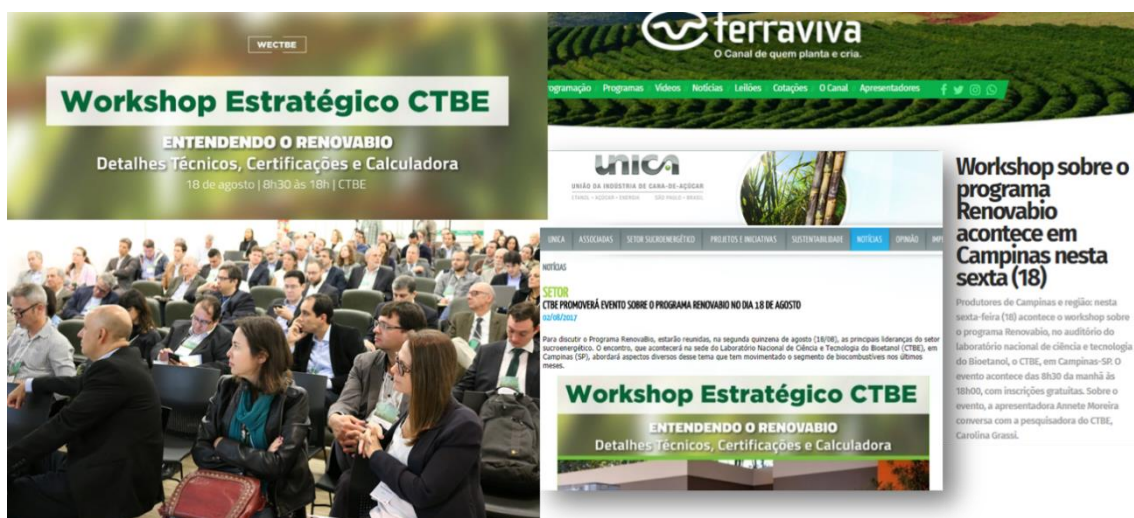 WECTBE
Workshop Estratégico CTBE
ENTENDENDO O RENOVABIO
Detalhes Técnicos, Certificações e Calculadora
18 de agosto | 8h30 às 18h | CTBE
terraviva
O Canal de quem planta e cria.
rogramação Programas Vídeos Notícias Leilões Cotações O Canal Apresentadores
unica
UNIÃO DA INDÚSTRIA DE CANA-DE-AÇÚCAR
ETANOL • AÇÚCAR • ENERGIA SÃO PAULO • BRASIL
UNICA ASSOCIADAS SETOR SUCROENERGÉTICO PROJETOS E INICIATIVAS SUSTENTABILIDADE NOTÍCIAS OPINIÃO IMP
NOTÍCIAS
SETOR
CTBE PROMOVERÁ EVENTO SOBRE O PROGRAMA RENOVABIO NO DIA 18 DE AGOSTO
02/08/2017
Para discutir o Programa RenovaBio, estarão reunidas, na segunda quinzena de agosto (18/08), as principais lideranças do setor
sucroenergético. O encontro, que acontecerá na sede do Laboratório Nacional de Ciência e Tecnologia do Bioetanol (CTBE), em
Campinas (SP), abordará aspectos diversos desse tema que tem movimentado o segmento de biocombustíveis nos últimos
meses.
Workshop Estratégico CTBE
ENTENDENDO O RENOVABIO
Detalhes Técnicos, Certificações e Calculadora
Workshop sobre o
programa
Renovabio
acontece em
Campinas nesta
sexta (18)
Produtores de Campinas e região: nesta
sexta-feira (18) acontece o workshop sobre
o programa Renovabio, no auditório do
laboratório nacional de ciência e tecnologia
do Bioetanol, o CTBE, em Campinas-SP. O
evento acontece das 8h30 da manhã às
18h00, com inscrições gratuitas. Sobre o
evento, a apresentadora Annete Moreira
conversa com a pesquisadora do CTBE,
Carolina Grassi.